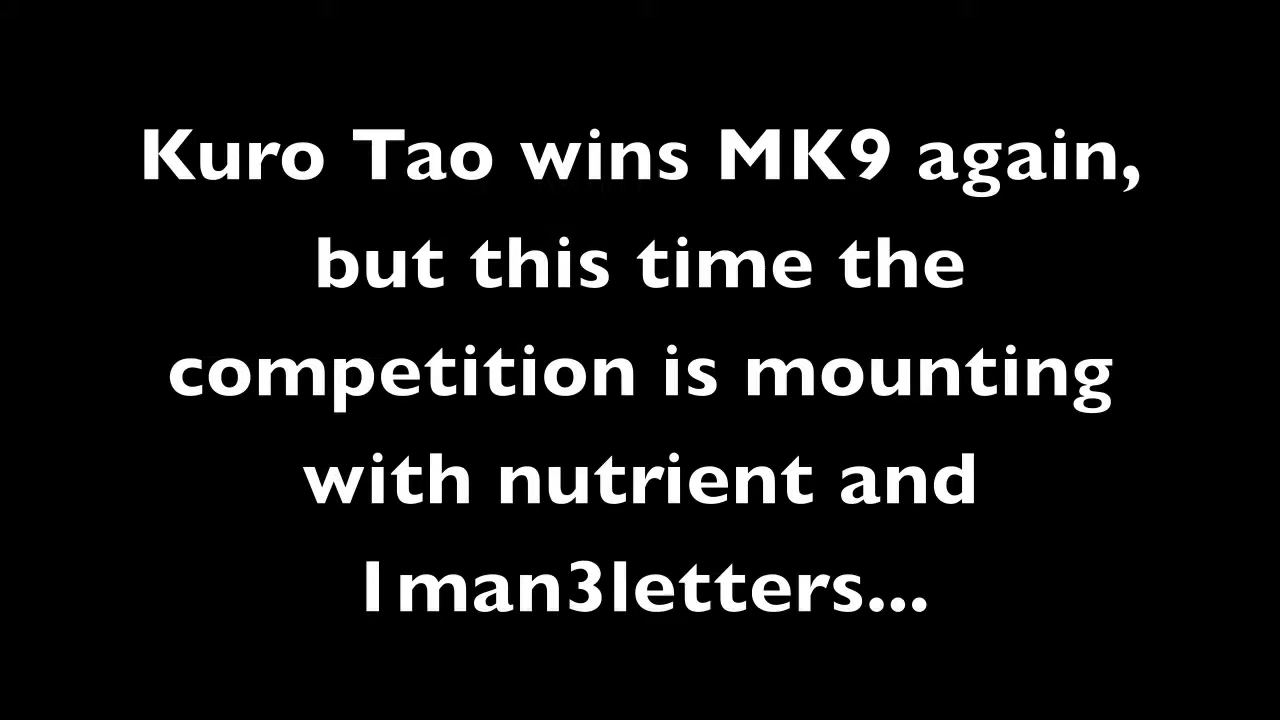 Kuro Tao wins MK9 again,
but this time the
competition is mounting
with nutrient and
1man3letters...